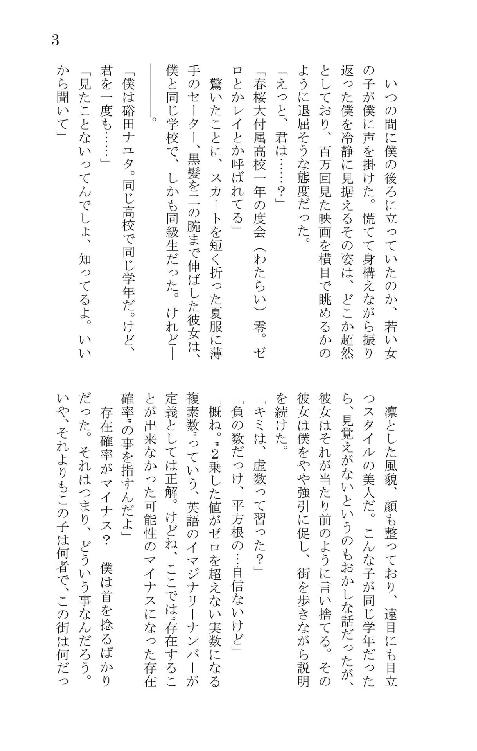 3
いつの間に僕の後ろに立っていたのか、若い女
の子が僕に声を掛けた。慌てて身構えながら振り
返った僕を冷静に見据えるその姿は、どこか超然
としており、百万回見た映画を横目で眺めるかの
ように退屈そうな態度だった。
「えっと、君は……？」
「春桜大付属高校一年の度会（わたらい）零。ゼ
ロとかレイとか呼ばれてる」
驚いたことに、スカートを短く折った夏服に薄
手のセーター、黒髪を二の腕まで伸ばした彼女は、
僕と同じ学校で、しかも同級生だった。けれど―
―――。
「僕は硲田ナユタ。同じ高校で同じ学年だ。けど、
君を一度も…」
「見たことないってんでしょ、知ってるよ。いい
から聞いて」
凛とした風貌、顔も整っており、遠目にも目立
つスタイルの美人だ。こんな子が同じ学年だった
ら、見覚えがないというのもおかしな話だったが、
彼女はそれが当たり前のように言い捨てる。その
彼女は僕をやや強引に促し、街を歩きながら説明
を続けた。
「キミは、虚数って習った？」
「負の数だっけ、平方根の…自信ないけど」
「概ね。〝2乗した値がゼロを超えない実数になる
複素数〟っていう、英語のイマジナリーナンバーが
定義としては正解。けどね、ここでは〝存在するこ
とが出来なかった可能性のマイナスになった存在
確率〟の事を指すんだよ」
存在確率がマイナス？　僕は首を捻るばかり
だった。それはつまり、どういう事なんだろう。
いや、それよりもこの子は何者で、この街は何だっ